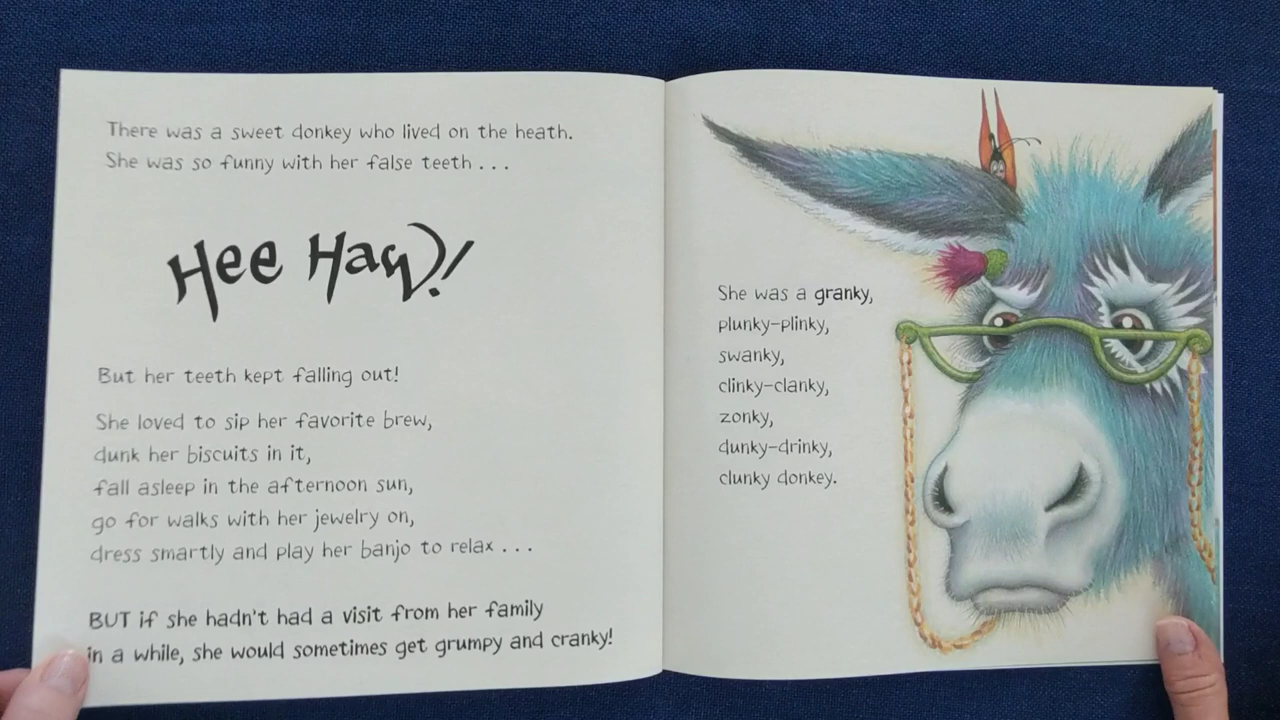 There was a sweet donkey who lived on the heath.
She was so funny with her false teeth . . .
Hee Haw!
But her teeth kept falling out!
She loved to sip her favorite brew,
dunk her biscuits in it,
fall asleep in the afternoon sun,
go for walks with her jewelry on,
dress smartly and play her banjo to relax . . .
BUT if she hadn't had a visit from her family
in a while, she would sometimes get grumpy and cranky!
She was a granky,
plunky-plinky,
swanky,
clinky-clanky,
zonky,
dunky-drinky,
clunky donkey.